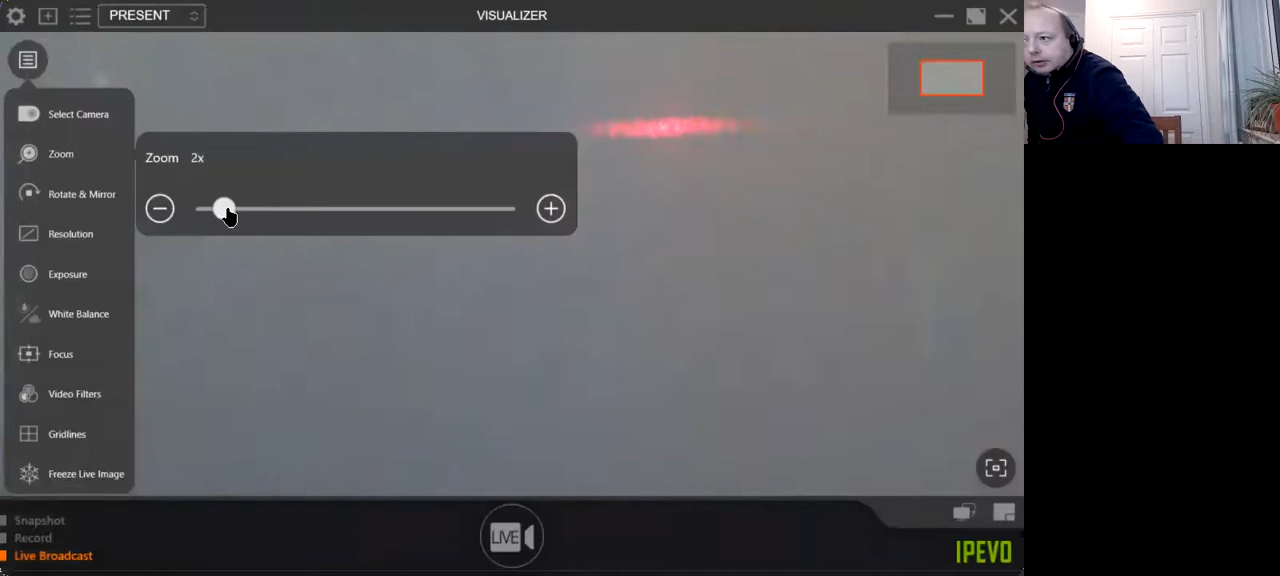 PRESENT
VISUALIZER
Select Camera
Zoom
Zoom 2x
Rotate & Mirror
Resolution
Exposure
White Balance
Focus
Video Filters
Gridlines
Freeze Live Image
Snapshot
Record
Live Broadcast
LIVE
IPEVO